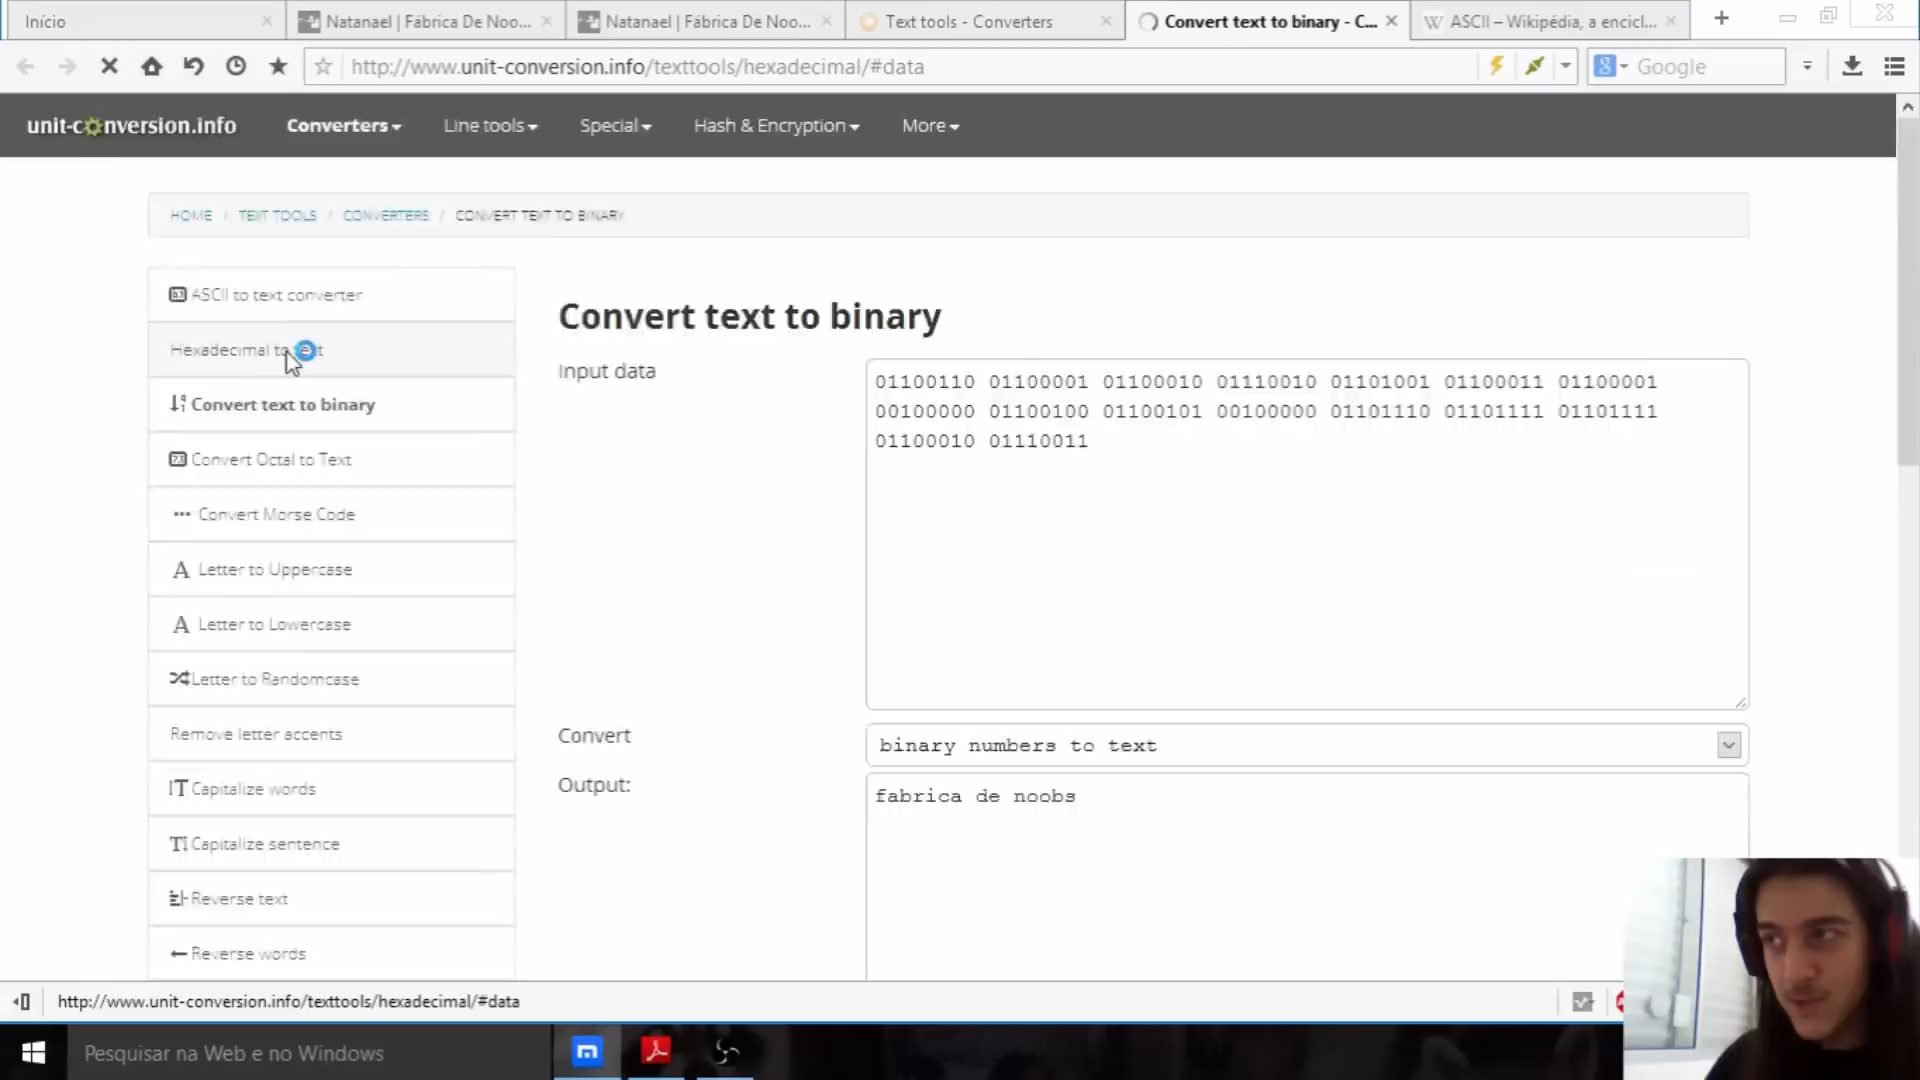 Início
Natanael | Fábrica De Noo...
Natanael | Fábrica De Noo...
Text tools - Converters
Convert text to binary - C...
ASCII – Wikipédia, a encicl...
http://www.unit-conversion.info/texttools/hexadecimal/#data
Google
unit-conversion.info
Converters
Line tools
Special
Hash & Encryption
More
HOME / TEXT TOOLS / CONVERTERS / CONVERT TEXT TO BINARY
ASCII to text converter
Hexadecimal to text
Convert text to binary
Convert Octal to Text
Convert Morse Code
Letter to Uppercase
Letter to Lowercase
Letter to Randomcase
Remove letter accents
Capitalize words
Capitalize sentence
Reverse text
Reverse words
Convert text to binary
Input data
01100110 01100001 01100010 01110010 01101001 01100011 01100001
00100000 01100100 01100101 00100000 01101110 01101111 01101111
01100010 01110011
Convert
binary numbers to text
Output:
fabrica de noobs
http://www.unit-conversion.info/texttools/hexadecimal/#data
Pesquisar na Web e no Windows